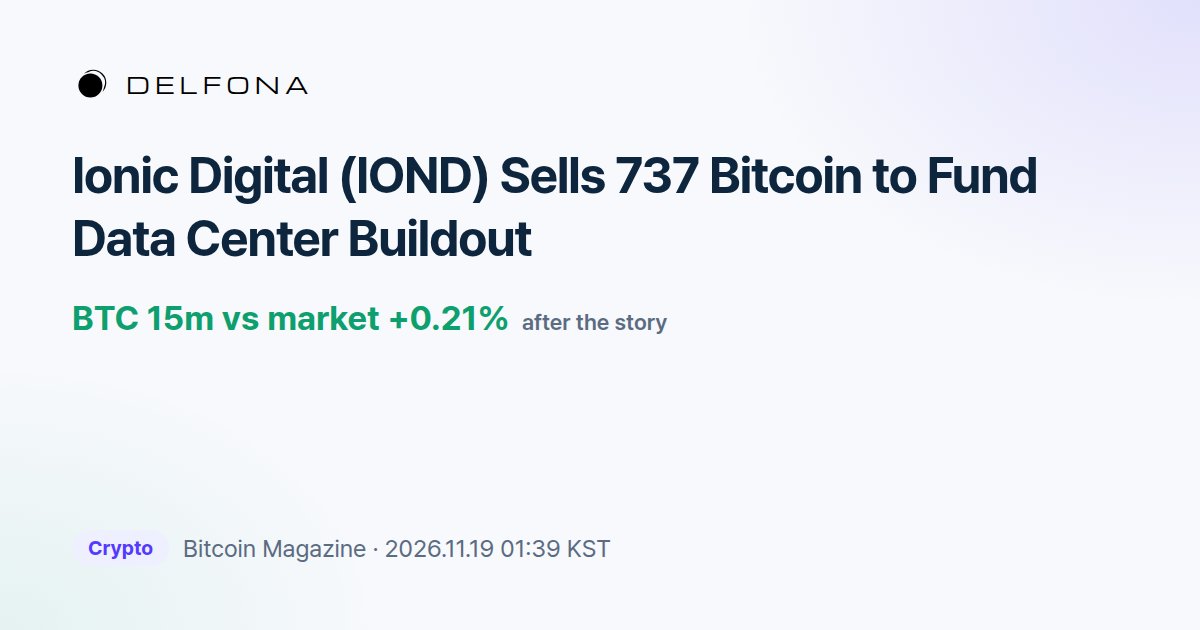 DELFONA
Ionic Digital (IOND) Sells 737 Bitcoin to Fund
Data Center Buildout
BTC 15m vs market +0.21% after the story
Crypto Bitcoin Magazine · 2026.11.19 01:39 KST